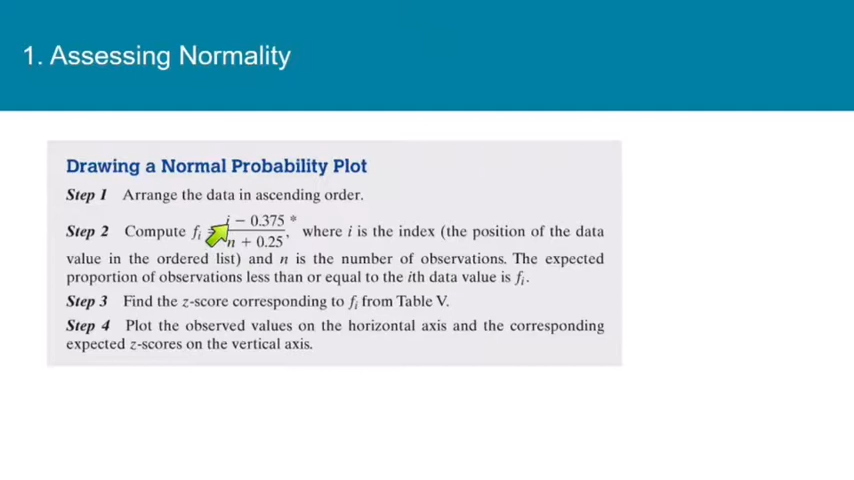 1. Assessing Normality
Drawing a Normal Probability Plot
Step 1 Arrange the data in ascending order.
Step 2 Compute fᵢ = (i − 0.375)/(n + 0.25),* where i is the index (the position of the data
value in the ordered list) and n is the number of observations. The expected
proportion of observations less than or equal to the ith data value is fᵢ.
Step 3 Find the z-score corresponding to fᵢ from Table V.
Step 4 Plot the observed values on the horizontal axis and the corresponding
expected z-scores on the vertical axis.